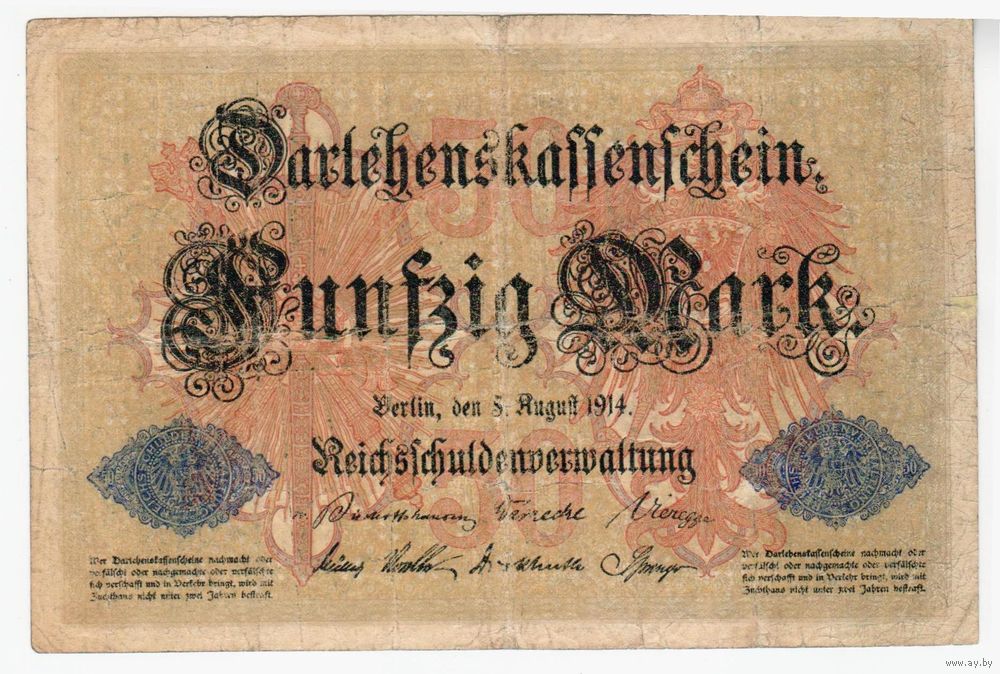 Darlehenskassenschein.
Fünfzig Mark.
Berlin, den 5. August 1914.
Reichsschuldenverwaltung
50
50
50
Wer Darlehenskassenscheine nachmacht oder
verfälscht oder nachgemachte oder verfälschte
sich verschafft und in Verkehr bringt, wird mit
Zuchthaus nicht unter zwei Jahren bestraft.
Wer Darlehenskassenscheine nachmacht oder
verfälscht oder nachgemachte oder verfälschte
sich verschafft und in Verkehr bringt, wird mit
Zuchthaus nicht unter zwei Jahren bestraft.
www.ay.by